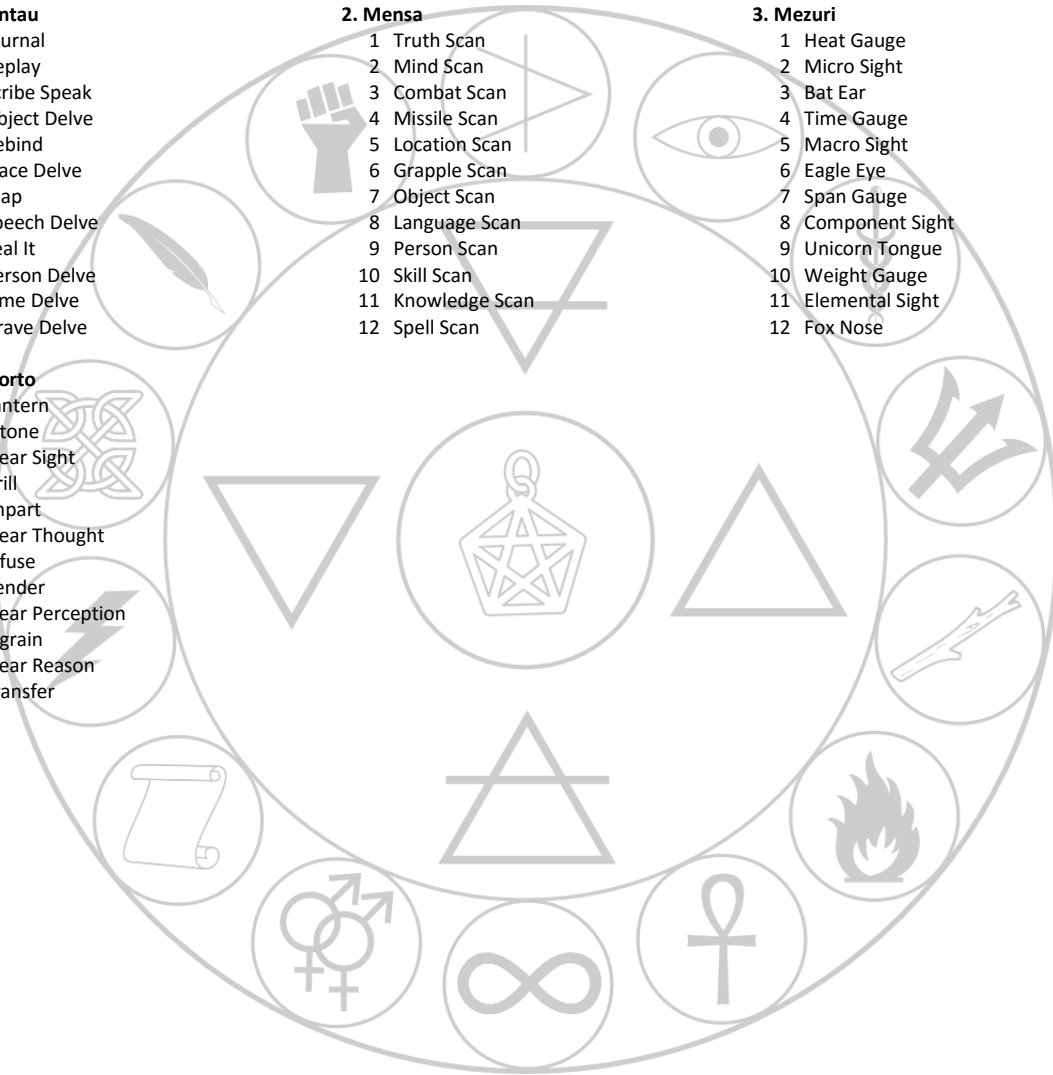 ntau
urnal
eplay
cribe Speak
bject Delve
ebind
ace Delve
ap
peech Delve
eal It
erson Delve
me Delve
rave Delve
orto
antern
tone
ear Sight
rill
npart
ear Thought
fuse
ender
ear Perception
grain
ear Reason
ansfer
2. Mensa
1 Truth Scan
2 Mind Scan
3 Combat Scan
4 Missile Scan
5 Location Scan
6 Grapple Scan
7 Object Scan
8 Language Scan
9 Person Scan
10 Skill Scan
11 Knowledge Scan
12 Spell Scan
3. Mezuri
1 Heat Gauge
2 Micro Sight
3 Bat Ear
4 Time Gauge
5 Macro Sight
6 Eagle Eye
7 Span Gauge
8 Component Sight
9 Unicorn Tongue
10 Weight Gauge
11 Elemental Sight
12 Fox Nose